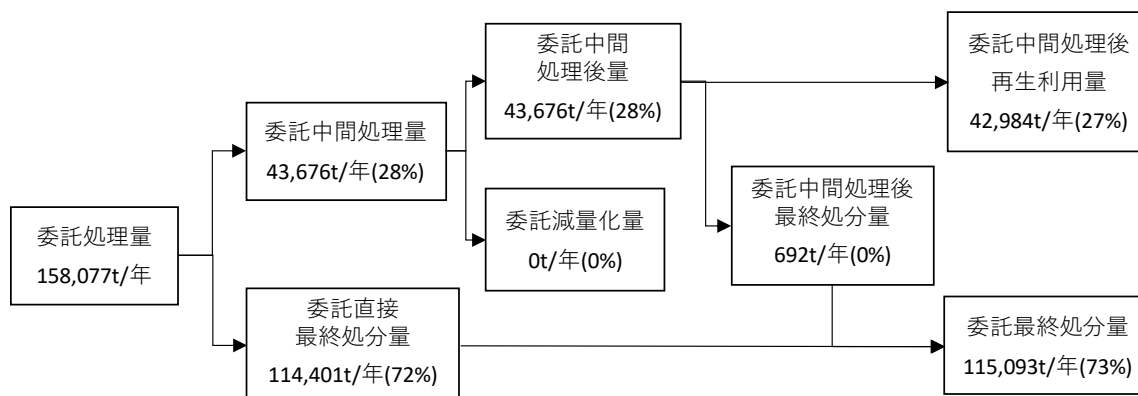 委託処理量
158,077t/年
委託中間処理量
43,676t/年(28%)
委託直接
最終処分量
114,401t/年(72%)
委託中間
処理後量
43,676t/年(28%)
委託減量化量
0t/年(0%)
委託中間処理後
再生利用量
42,984t/年(27%)
委託中間処理後
最終処分量
692t/年(0%)
委託最終処分量
115,093t/年(73%)